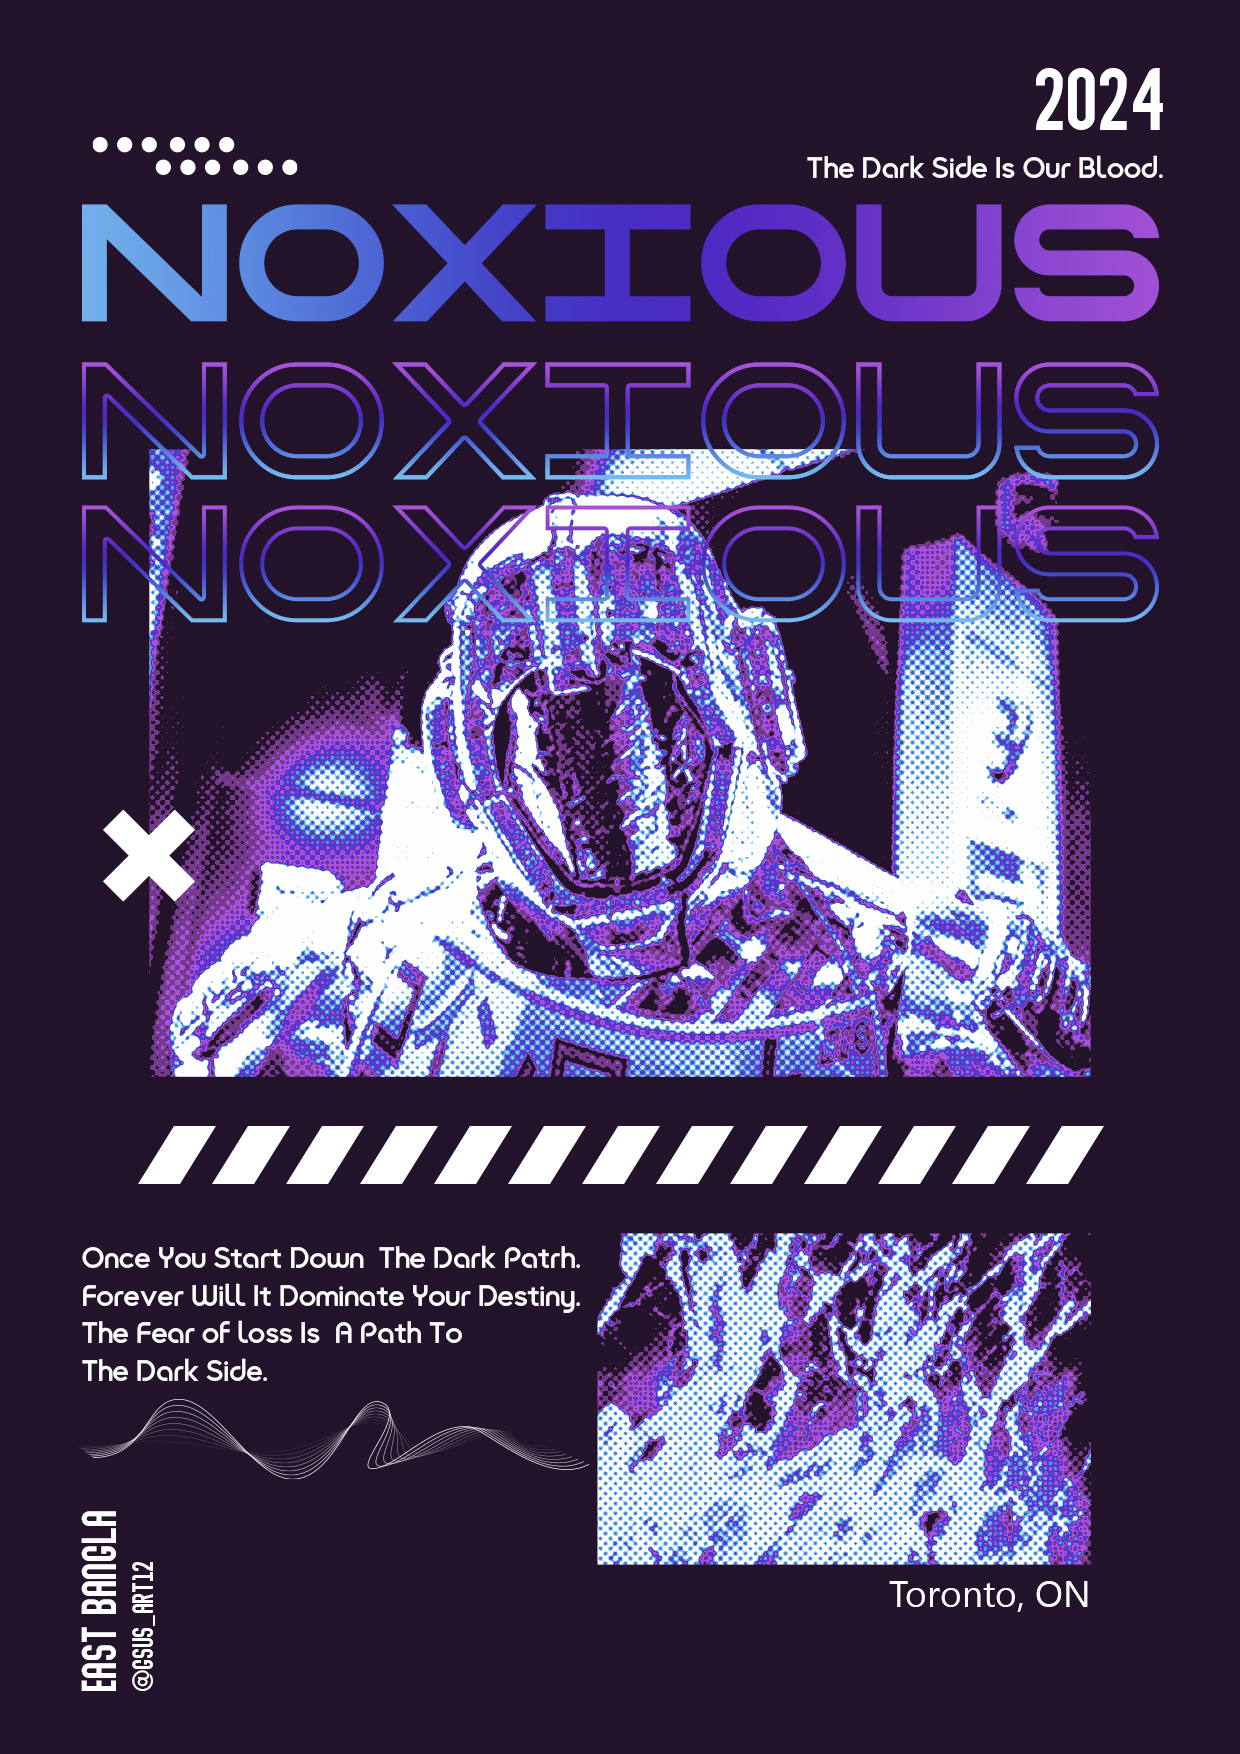 2024
The Dark Side Is Our Blood.
NOXIOUS
NOXIOUS
NOXIOUS
Once You Start Down The Dark Patrh.
Forever Will It Dominate Your Destiny.
The Fear of Loss Is A Path To
The Dark Side.
EAST BANGLA
@GSUS_ART12
Toronto, ON